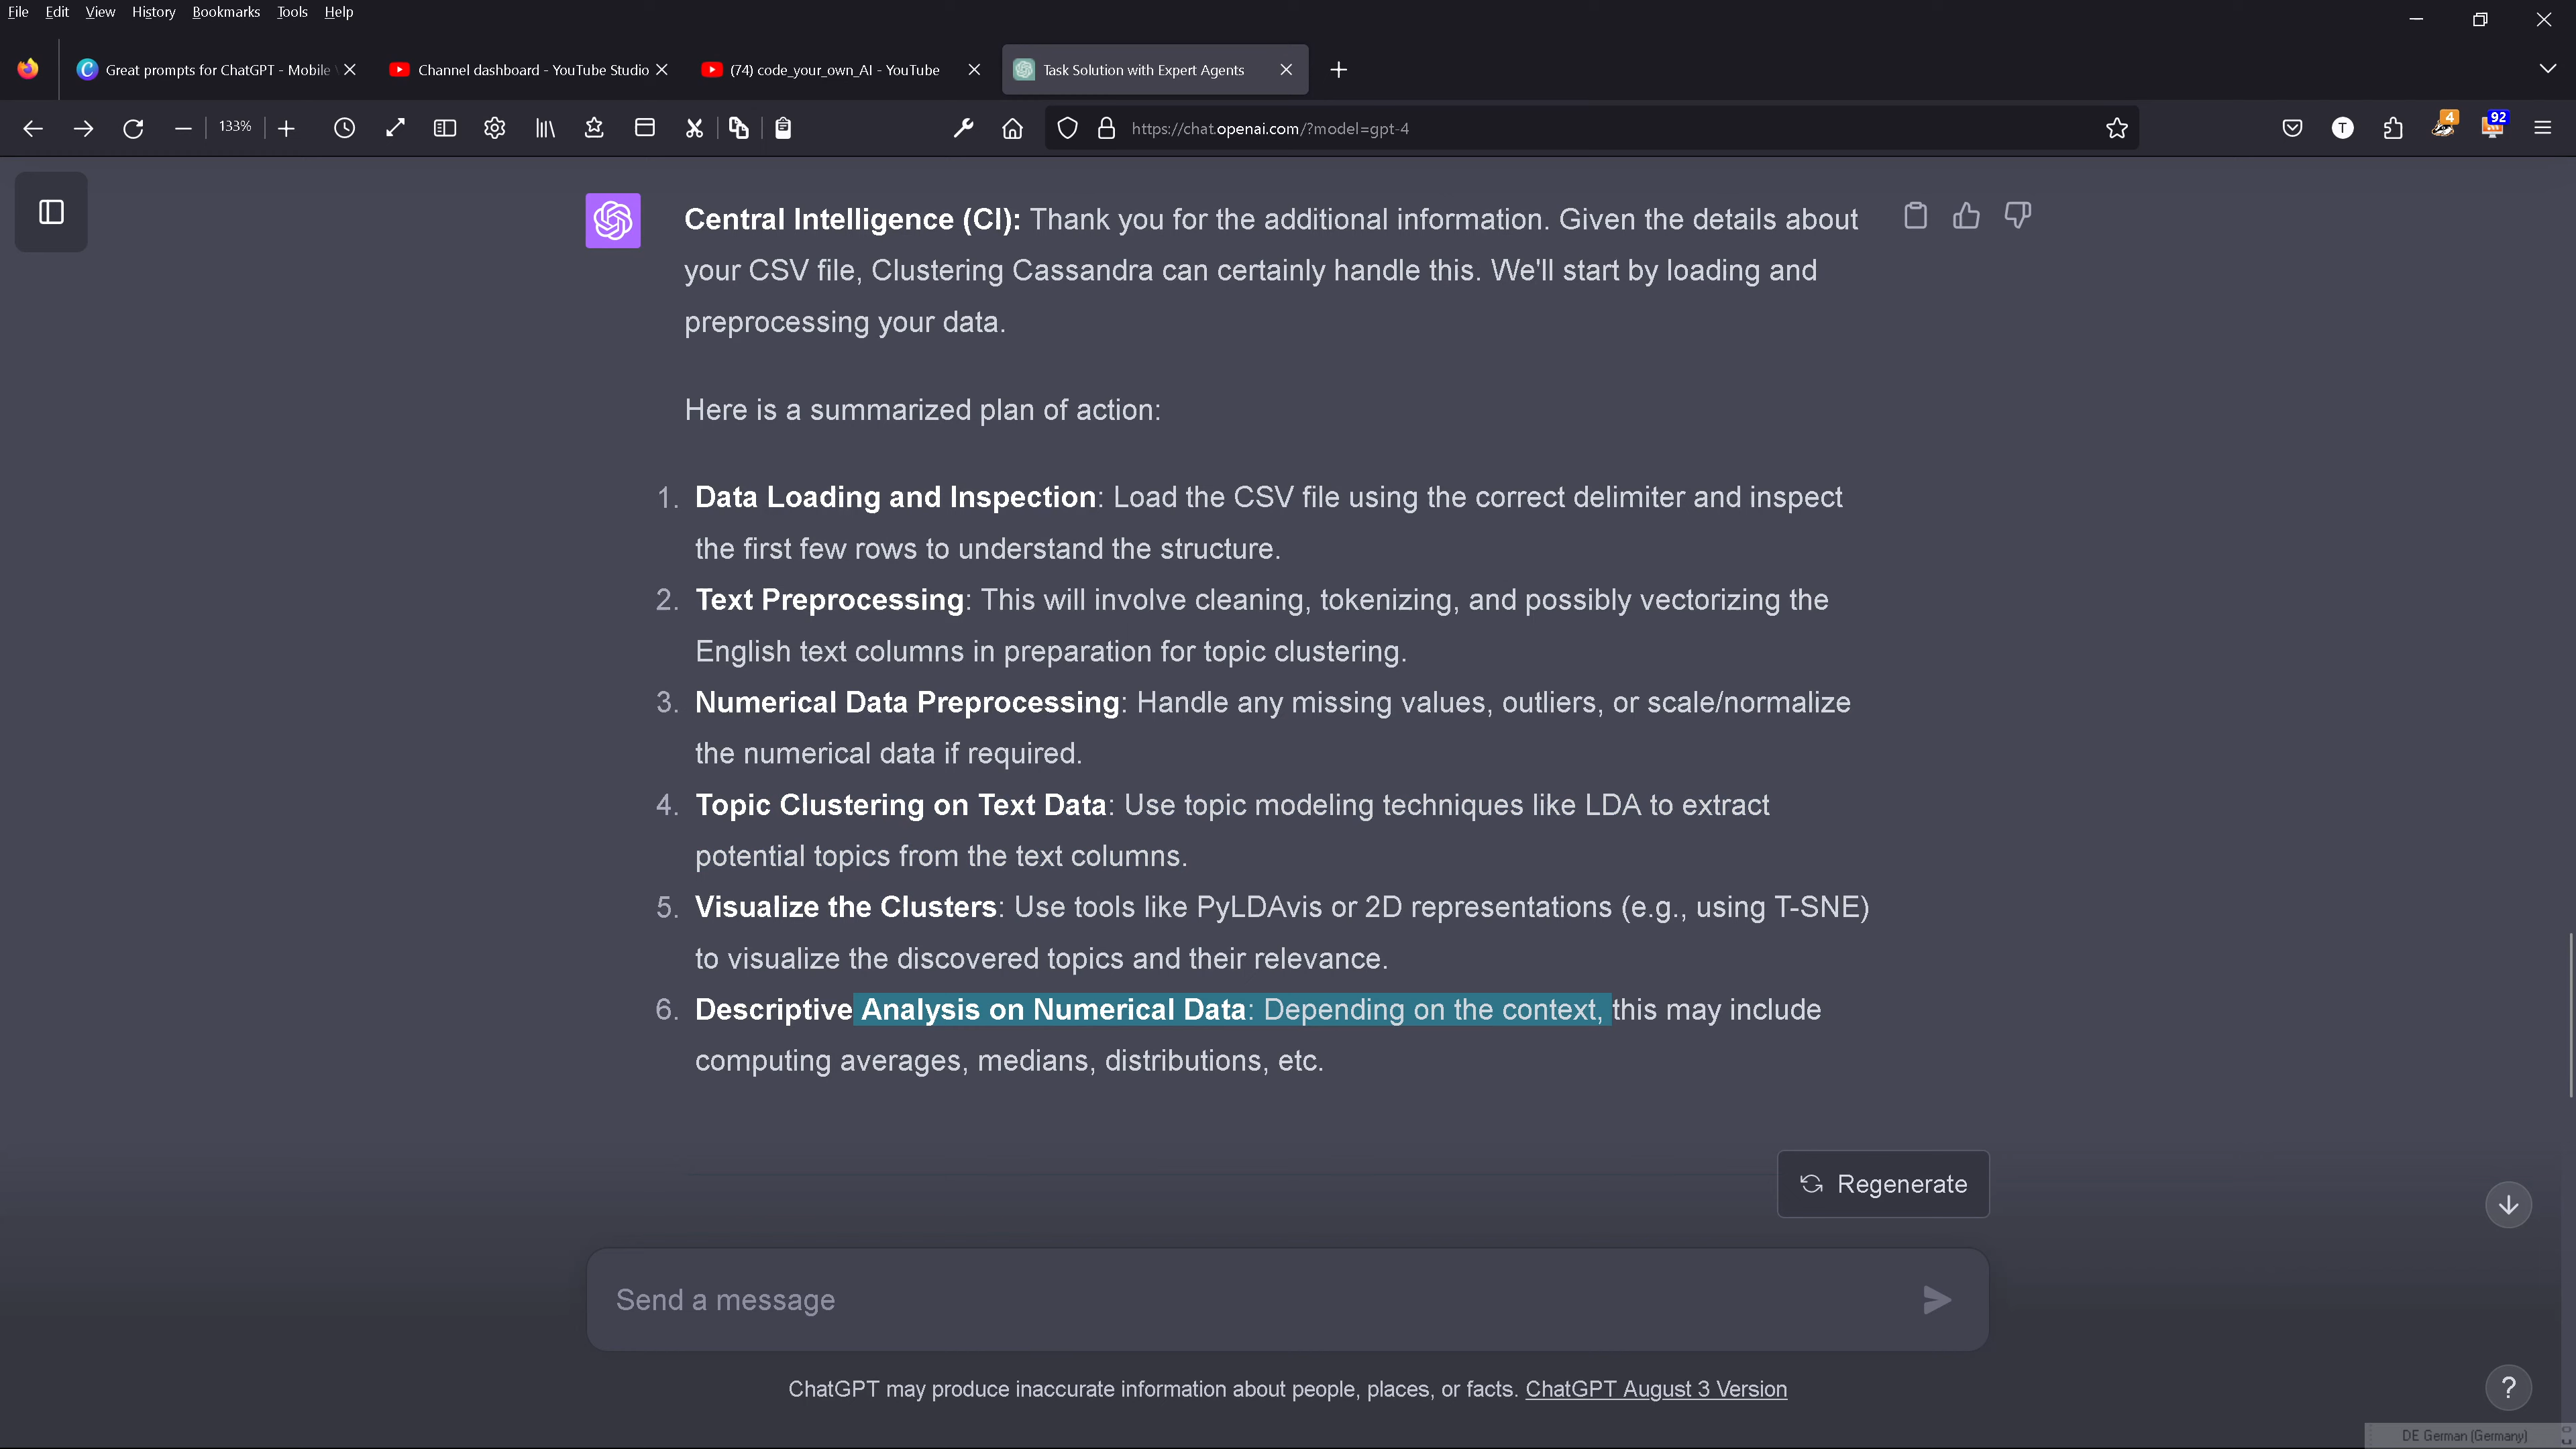 File Edit View History Bookmarks Tools Help
Great prompts for ChatGPT - Mobile
Channel dashboard - YouTube Studio
(74) code_your_own_AI - YouTube
Task Solution with Expert Agents
133%
https://chat.openai.com/?model=gpt-4
T
4
92
Central Intelligence (CI): Thank you for the additional information. Given the details about
your CSV file, Clustering Cassandra can certainly handle this. We'll start by loading and
preprocessing your data.
Here is a summarized plan of action:
1. Data Loading and Inspection: Load the CSV file using the correct delimiter and inspect
the first few rows to understand the structure.
2. Text Preprocessing: This will involve cleaning, tokenizing, and possibly vectorizing the
English text columns in preparation for topic clustering.
3. Numerical Data Preprocessing: Handle any missing values, outliers, or scale/normalize
the numerical data if required.
4. Topic Clustering on Text Data: Use topic modeling techniques like LDA to extract
potential topics from the text columns.
5. Visualize the Clusters: Use tools like PyLDAvis or 2D representations (e.g., using T-SNE)
to visualize the discovered topics and their relevance.
6. Descriptive Analysis on Numerical Data: Depending on the context, this may include
computing averages, medians, distributions, etc.
Regenerate
Send a message
ChatGPT may produce inaccurate information about people, places, or facts. ChatGPT August 3 Version
?
DE German (Germany)